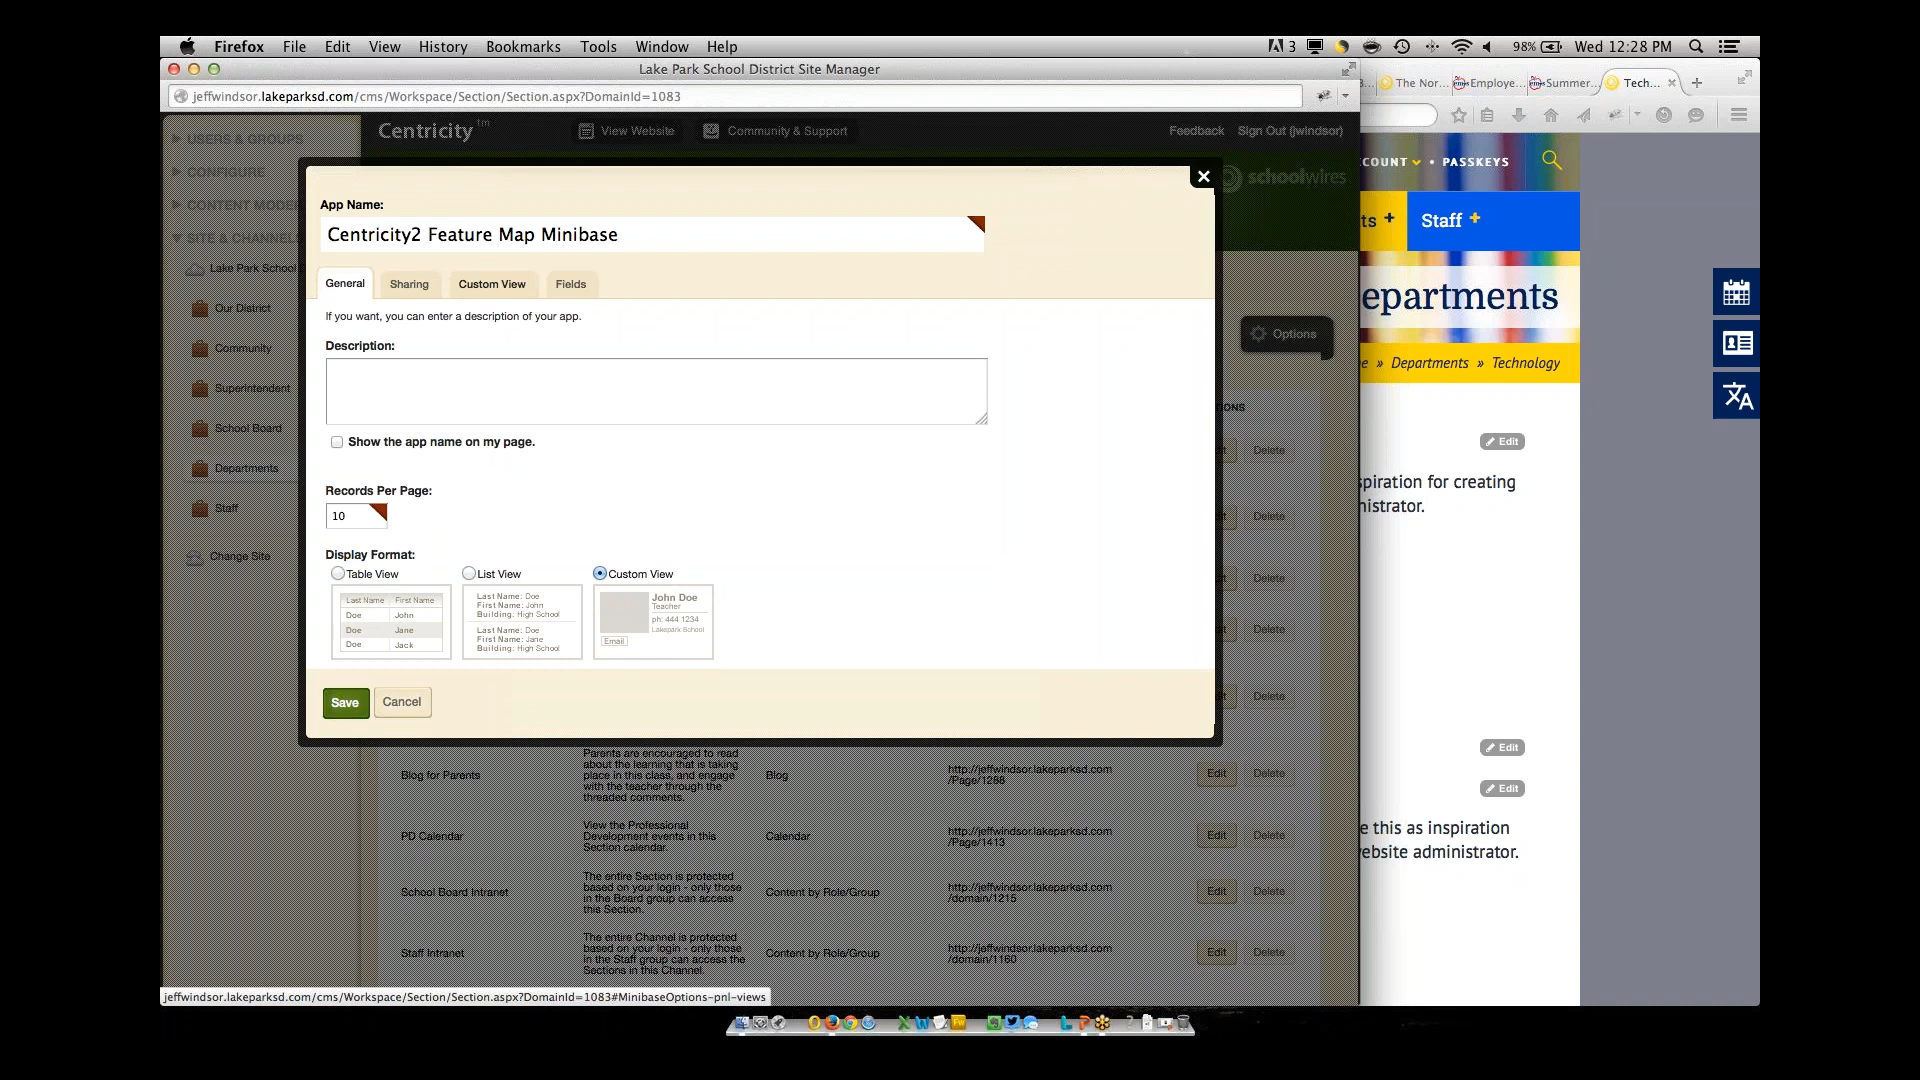 Firefox File Edit View History Bookmarks Tools Window Help
3 98% Wed 12:28 PM
Lake Park School District Site Manager
jeffwindsor.lakeparksd.com/cms/Workspace/Section/Section.aspx?DomainId=1083
The Nor... Employe... Summer... Tech...
USERS & GROUPS
CONFIGURE
CONTENT MODE
SITE & CHANNELS
Lake Park School
Our District
Community
Superintendent
School Board
Departments
Staff
Change Site
Centricity™ View Website Community & Support Feedback Sign Out (jwindsor)
schoolwires
App Name:
Centricity2 Feature Map Minibase
General Sharing Custom View Fields
If you want, you can enter a description of your app.
Description:
Show the app name on my page.
Records Per Page:
10
Display Format:
Table View List View Custom View
Last Name First Name
Doe John
Doe Jane
Doe Jack
Last Name: Doe
First Name: John
Building: High School
Last Name: Doe
First Name: Jane
Building: High School
John Doe
Teacher
ph: 444 1234
Lakepark School
Email
Save Cancel
Options
IONS
Delete
Delete
Delete
Delete
Delete
Blog for Parents
Parents are encouraged to read
about the learning that is taking
place in this class, and engage
with the teacher through the
threaded comments.
Blog
http://jeffwindsor.lakeparksd.com
/Page/1288
Edit Delete
PD Calendar
View the Professional
Development events in this
Section calendar.
Calendar
http://jeffwindsor.lakeparksd.com
/Page/1413
Edit Delete
School Board Intranet
The entire Section is protected
based on your login - only those
in the Board group can access
this Section.
Content by Role/Group
http://jeffwindsor.lakeparksd.com
/domain/1215
Edit Delete
Staff Intranet
The entire Channel is protected
based on your login - only those
in the Staff group can access the
Sections in this Channel.
Content by Role/Group
http://jeffwindsor.lakeparksd.com
/domain/1160
Edit Delete
jeffwindsor.lakeparksd.com/cms/Workspace/Section/Section.aspx?DomainId=1083#MinibaseOptions-pnl-views
COUNT • PASSKEYS
ts + Staff +
epartments
e » Departments » Technology
Edit
spiration for creating
nistrator.
Edit
Edit
e this as inspiration
ebsite administrator.